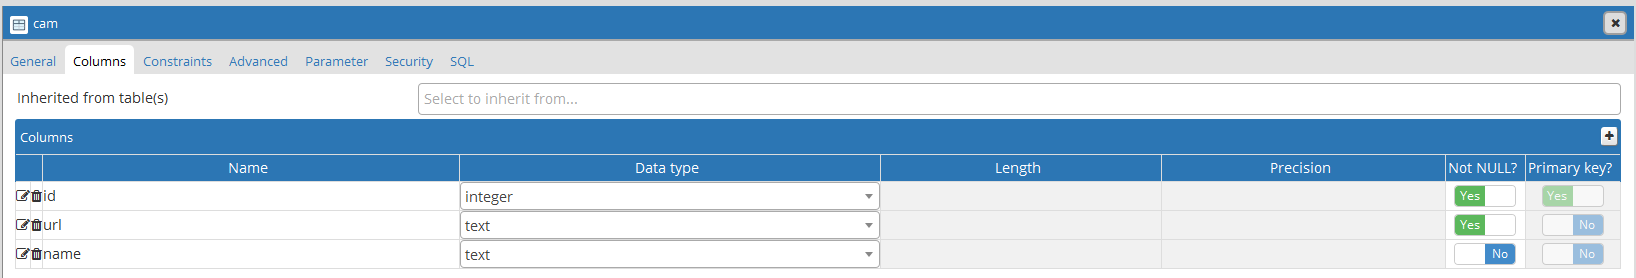 cam
General Columns Constraints Advanced Parameter Security SQL
Inherited from table(s) Select to inherit from...
Columns
Name Data type Length Precision Not NULL? Primary key?
id integer Yes Yes
url text Yes No
name text No No